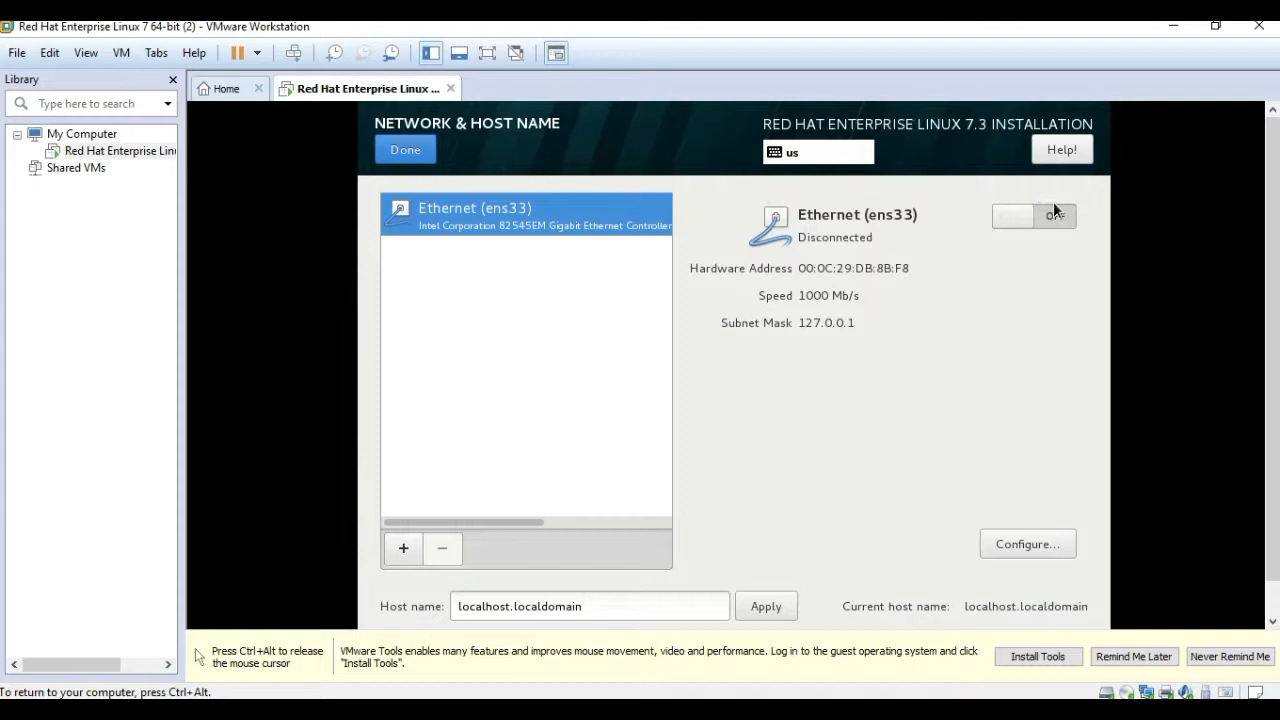 Red Hat Enterprise Linux 7 64-bit (2) - VMware Workstation
File Edit View VM Tabs Help
Library
Home
Red Hat Enterprise Linux ...
Type here to search
My Computer
Red Hat Enterprise Lin
Shared VMs
NETWORK & HOST NAME
RED HAT ENTERPRISE LINUX 7.3 INSTALLATION
Done
us
Help!
Ethernet (ens33)
Intel Corporation 82545EM Gigabit Ethernet Controller
Ethernet (ens33)
Disconnected
Hardware Address 00:0C:29:DB:8B:F8
Speed 1000 Mb/s
Subnet Mask 127.0.0.1
+
−
Configure...
Host name: localhost.localdomain
Apply
Current host name: localhost.localdomain
Press Ctrl+Alt to release
the mouse cursor
VMware Tools enables many features and improves mouse movement, video and performance. Log in to the guest operating system and click
"Install Tools".
Install Tools
Remind Me Later
Never Remind Me
To return to your computer, press Ctrl+Alt.